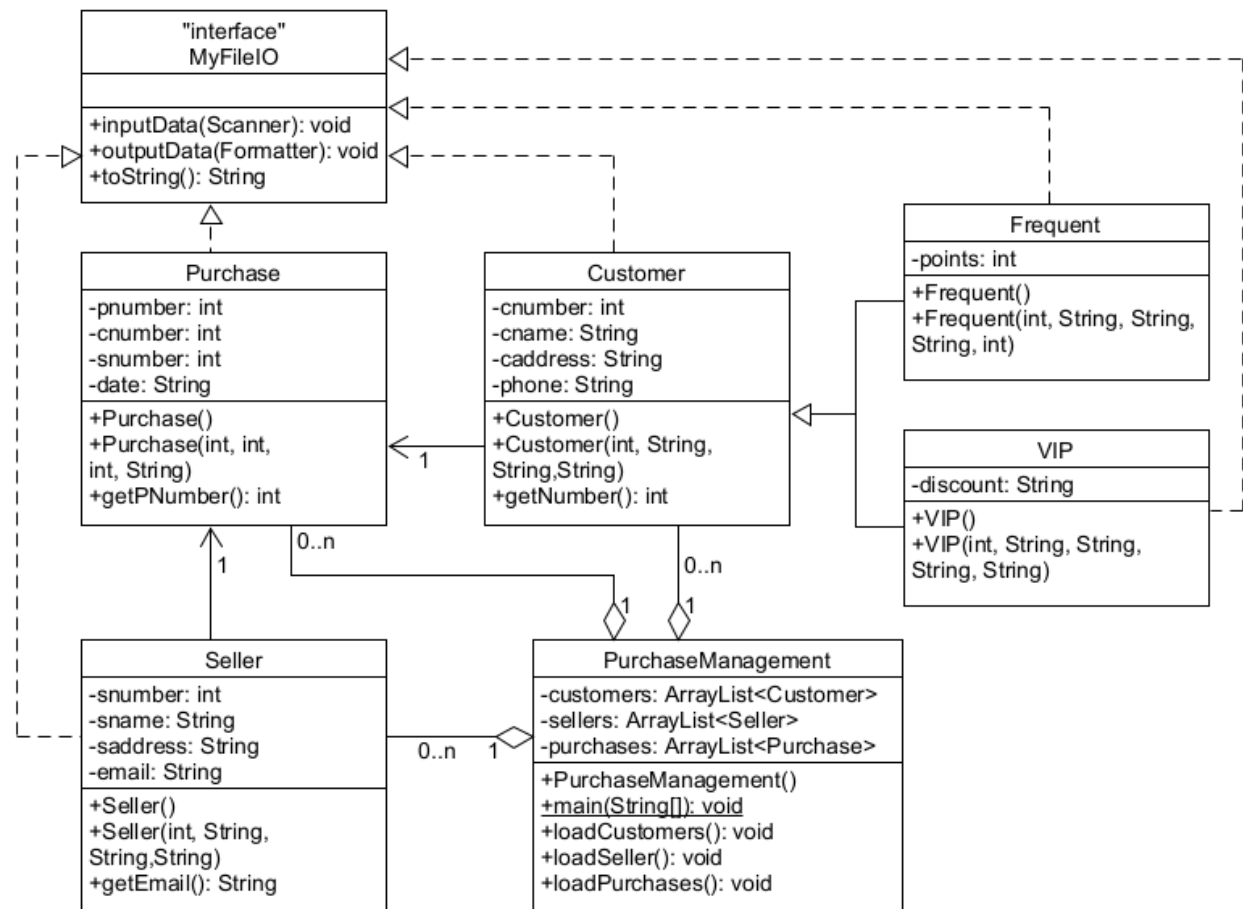 "interface"
MyFileIO
+inputData(Scanner): void
+outputData(Formatter): void
+toString(): String
Purchase
-pnumber: int
-cnumber: int
-snumber: int
-date: String
+Purchase()
+Purchase(int, int,
int, String)
+getPNumber(): int
Customer
-cnumber: int
-cname: String
-caddress: String
-phone: String
+Customer()
+Customer(int, String,
String,String)
+getNumber(): int
Frequent
-points: int
+Frequent()
+Frequent(int, String, String,
String, int)
VIP
-discount: String
+VIP()
+VIP(int, String, String,
String, String)
1
1
0..n
1
0..n
1
Seller
-snumber: int
-sname: String
-saddress: String
-email: String
+Seller()
+Seller(int, String,
String,String)
+getEmail(): String
0..n
1
PurchaseManagement
-customers: ArrayList<Customer>
-sellers: ArrayList<Seller>
-purchases: ArrayList<Purchase>
+PurchaseManagement()
+main(String[]): void
+loadCustomers(): void
+loadSeller(): void
+loadPurchases(): void